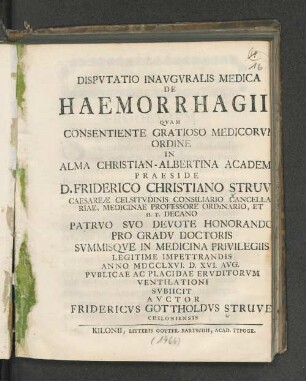 16
DISPVTATIO INAVGVRALIS MEDICA
DE
HAEMORRHAGII
QVAM
CONSENTIENTE GRATIOSO MEDICORVM
ORDINE
IN
ALMA CHRISTIAN-ALBERTINA ACADEM
PRAESIDE
D. FRIDERICO CHRISTIANO STRUV
CAESAREÆ CELSITVDINIS CONSILIARIO CANCELLA
RIAE, MEDICINAE PROFESSORE ORDINARIO, ET
n. t. DECANO
PATRVO SVO DEVOTE HONORANDO
PRO GRADV DOCTORIS
SVMMISQVE IN MEDICINA PRIVILEGIIS
LEGITIME IMPETTRANDIS
ANNO MDCCLXVI. D. XVI. AVG.
PVBLICAE AC PLACIDAE ERVDITORVM
VENTILATIONI
SVBIICIT
AVCTOR
FRIDERICVS GOTTHOLDVS STRUVE
CHILONIENSIS
KILONII, LITTERIS GOTTFR. BARTSCHII, ACAD. TYPOGR.
(1766)